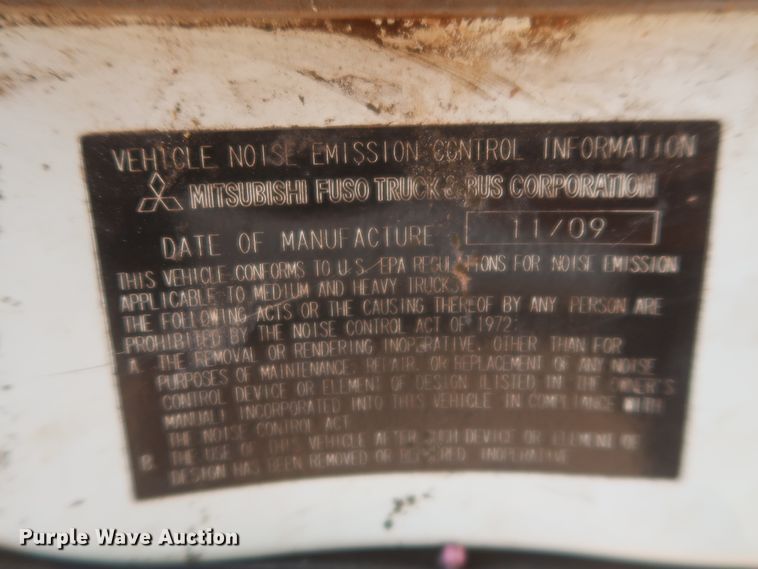 VEHICLE NOISE EMISSION CONTROL INFORMATION
MITSUBISHI FUSO TRUCK & BUS CORPORATION
DATE OF MANUFACTURE 11/09
THIS VEHICLE CONFORMS TO U.S. EPA REGULATIONS FOR NOISE EMISSION
APPLICABLE TO MEDIUM AND HEAVY TRUCKS
THE FOLLOWING ACTS OR THE CAUSING THEREOF BY ANY PERSON ARE
PROHIBITED BY THE NOISE CONTROL ACT OF 1972:
A. THE REMOVAL OR RENDERING INOPERATIVE, OTHER THAN FOR
PURPOSES OF MAINTENANCE, REPAIR, OR REPLACEMENT OF ANY NOISE
CONTROL DEVICE OR ELEMENT OF DESIGN (LISTED IN THE OWNER'S
MANUAL) INCORPORATED INTO THIS VEHICLE IN COMPLIANCE WITH
THE NOISE CONTROL ACT
B. THE USE OF THIS VEHICLE AFTER SUCH DEVICE OR ELEMENT OF
DESIGN HAS BEEN REMOVED OR INOPERATIVE
Purple Wave Auction